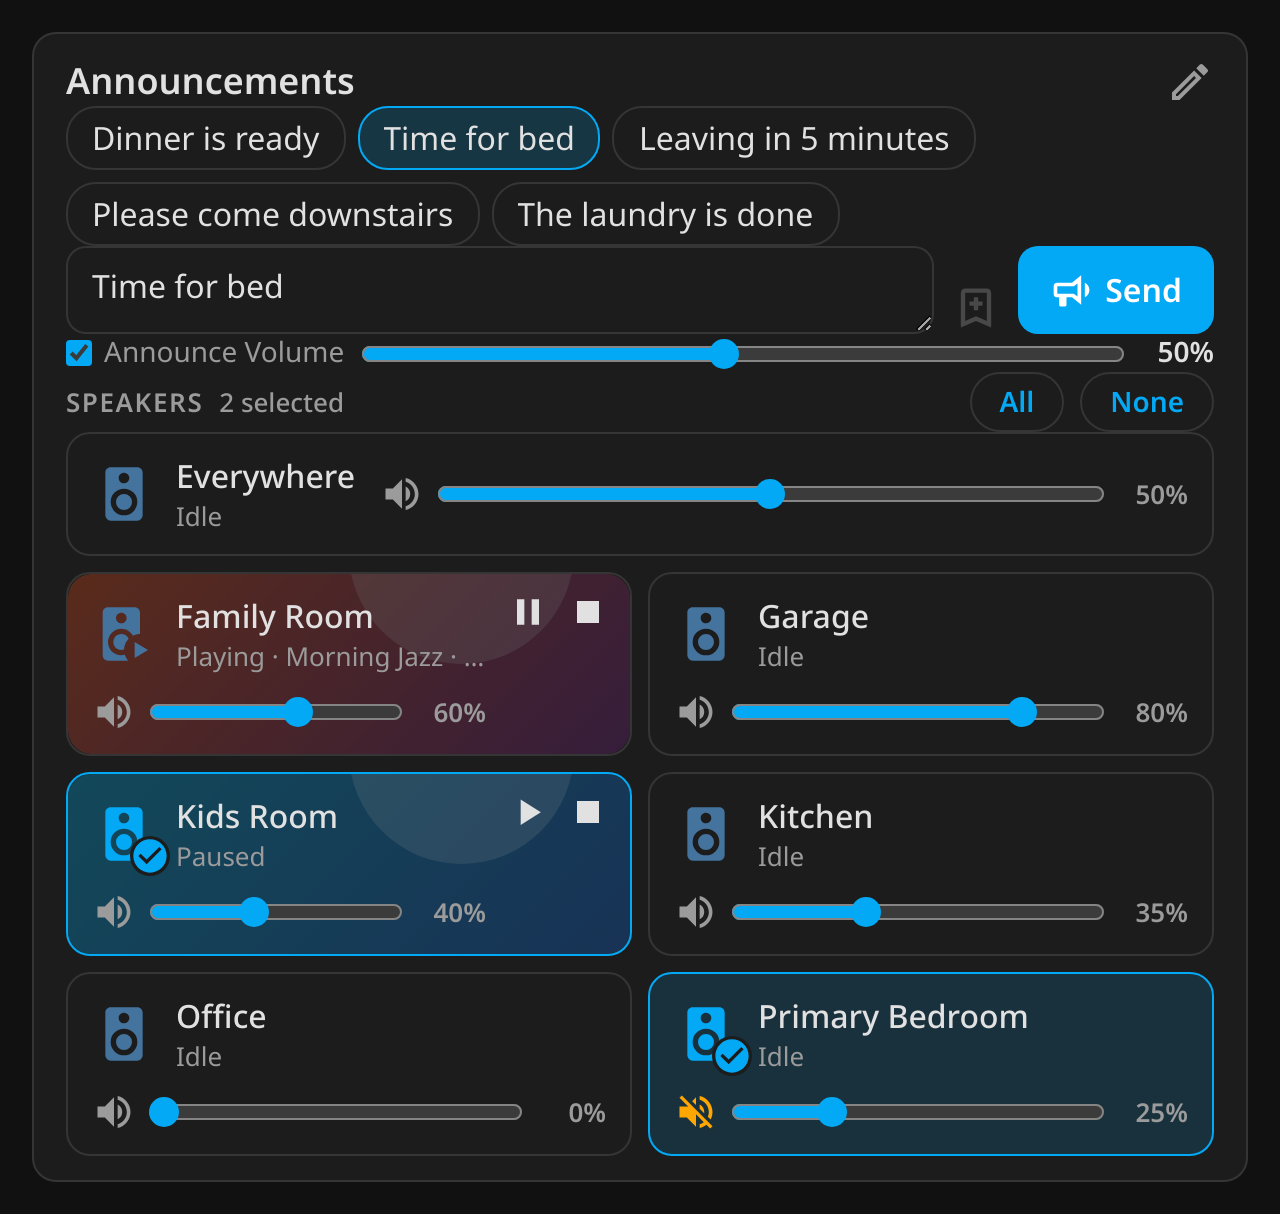 Announcements
Dinner is ready
Time for bed
Leaving in 5 minutes
Please come downstairs
The laundry is done
Time for bed
Send
Announce Volume
50%
SPEAKERS 2 selected
All
None
Everywhere
Idle
50%
Family Room
Playing · Morning Jazz · ...
60%
Garage
Idle
80%
Kids Room
Paused
40%
Kitchen
Idle
35%
Office
Idle
0%
Primary Bedroom
Idle
25%